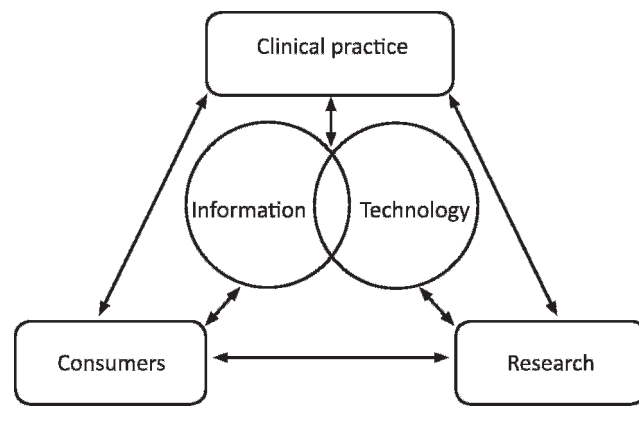 Clinical practice
Information
Technology
Consumers
Research